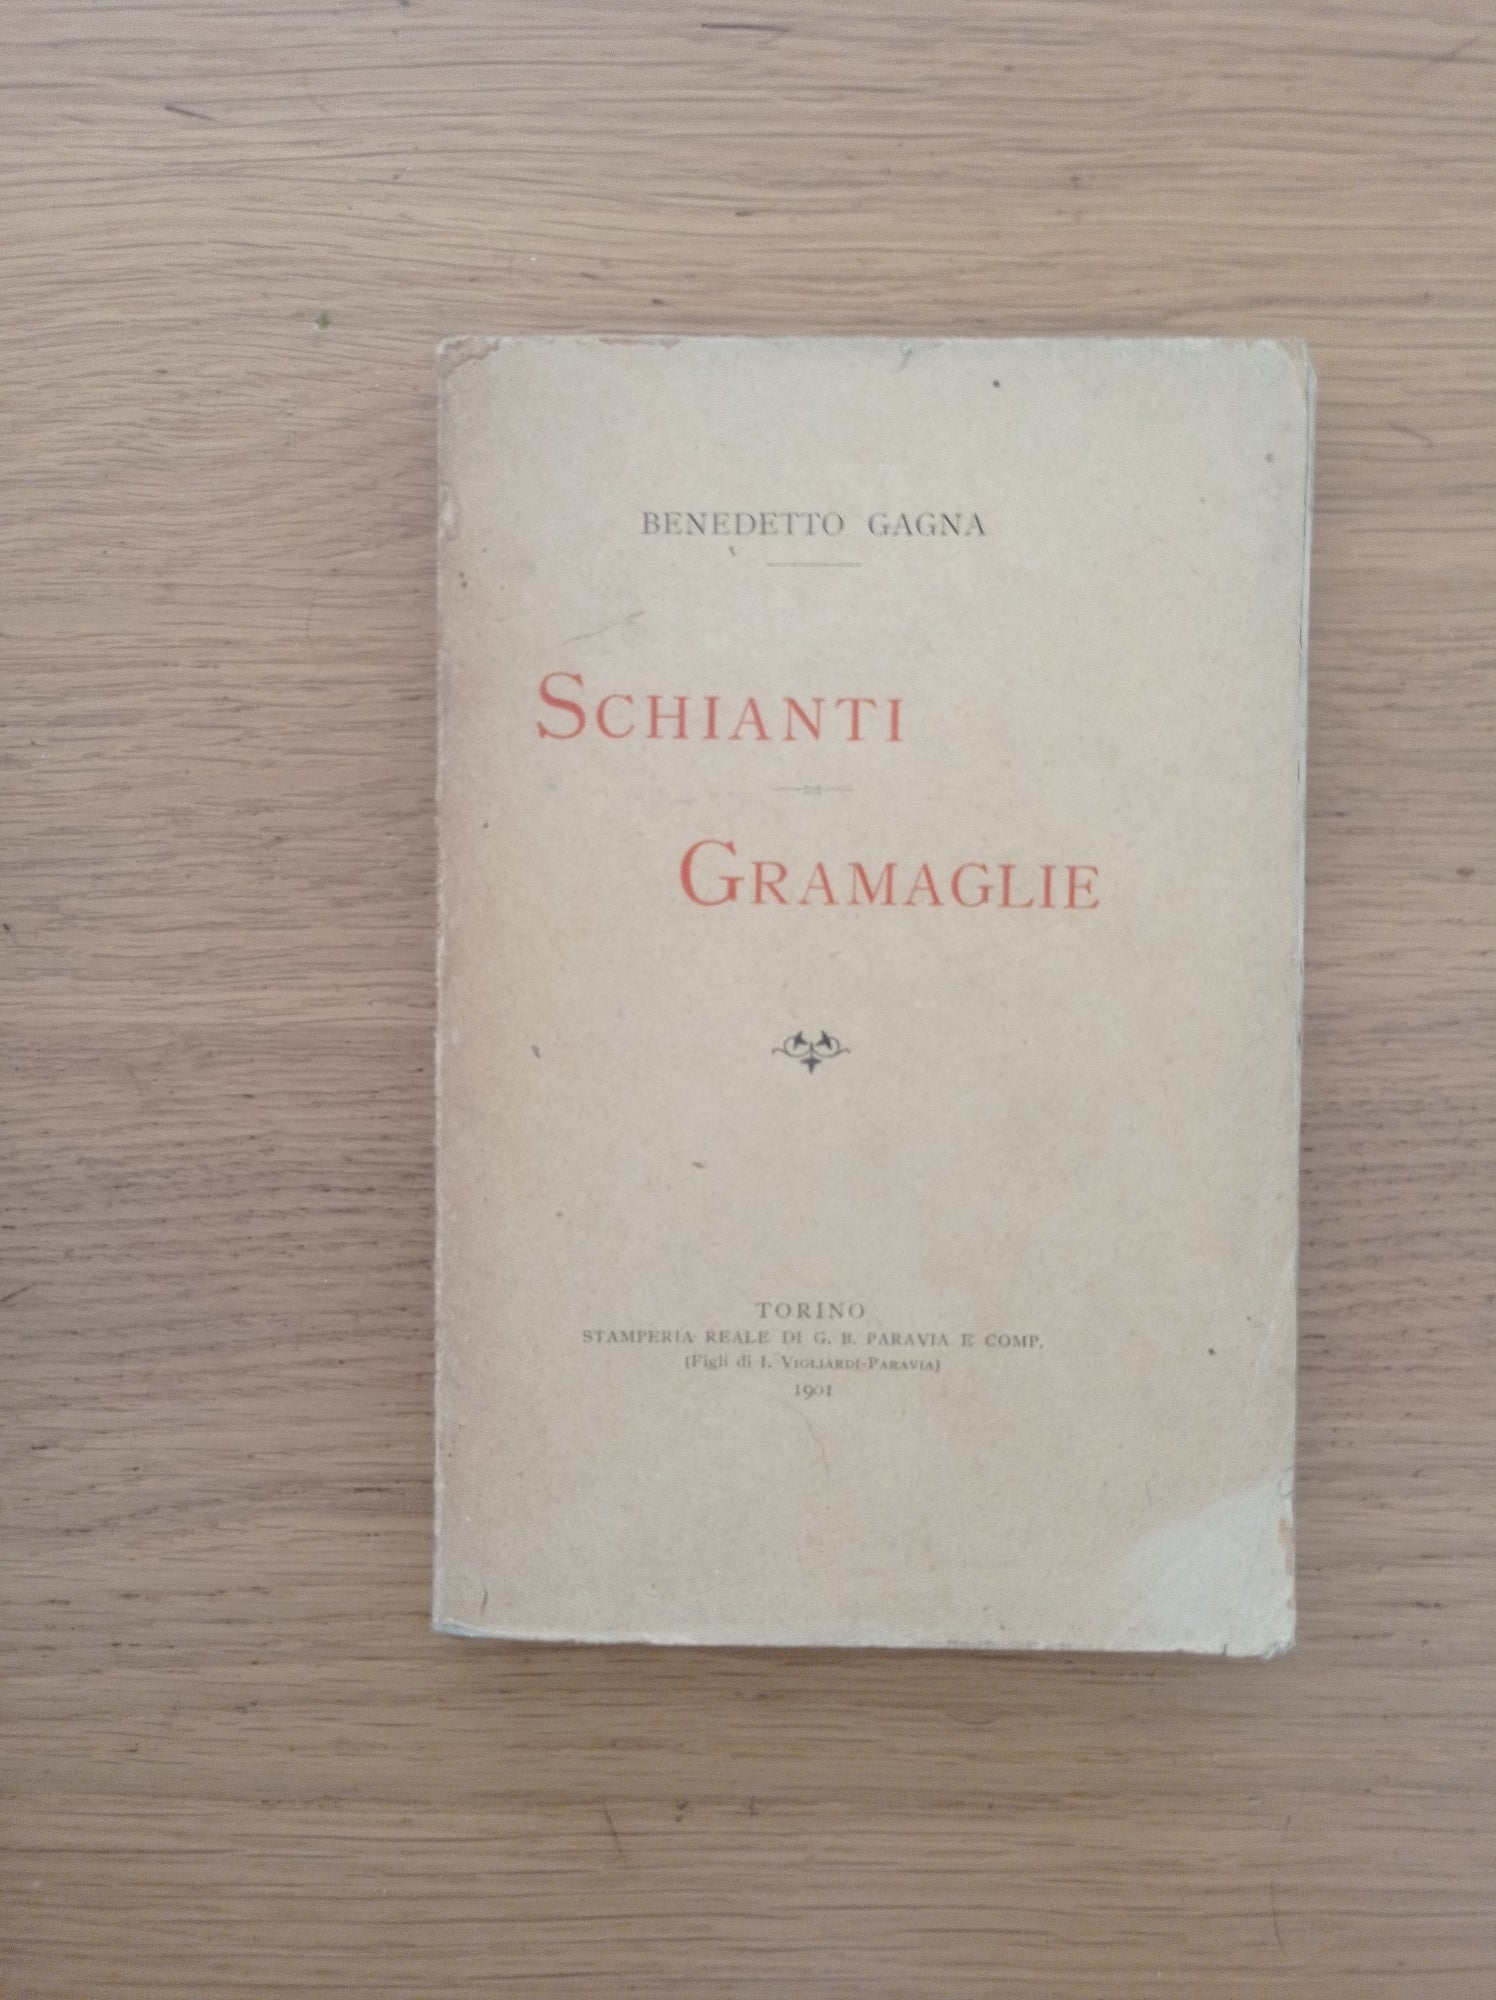 BENEDETTO GAGNA
SCHIANTI
GRAMAGLIE
TORINO
STAMPERIA REALE DI G. B. PARAVIA E COMP.
(Figli di I. VIGLIARDI-PARAVIA)
1901